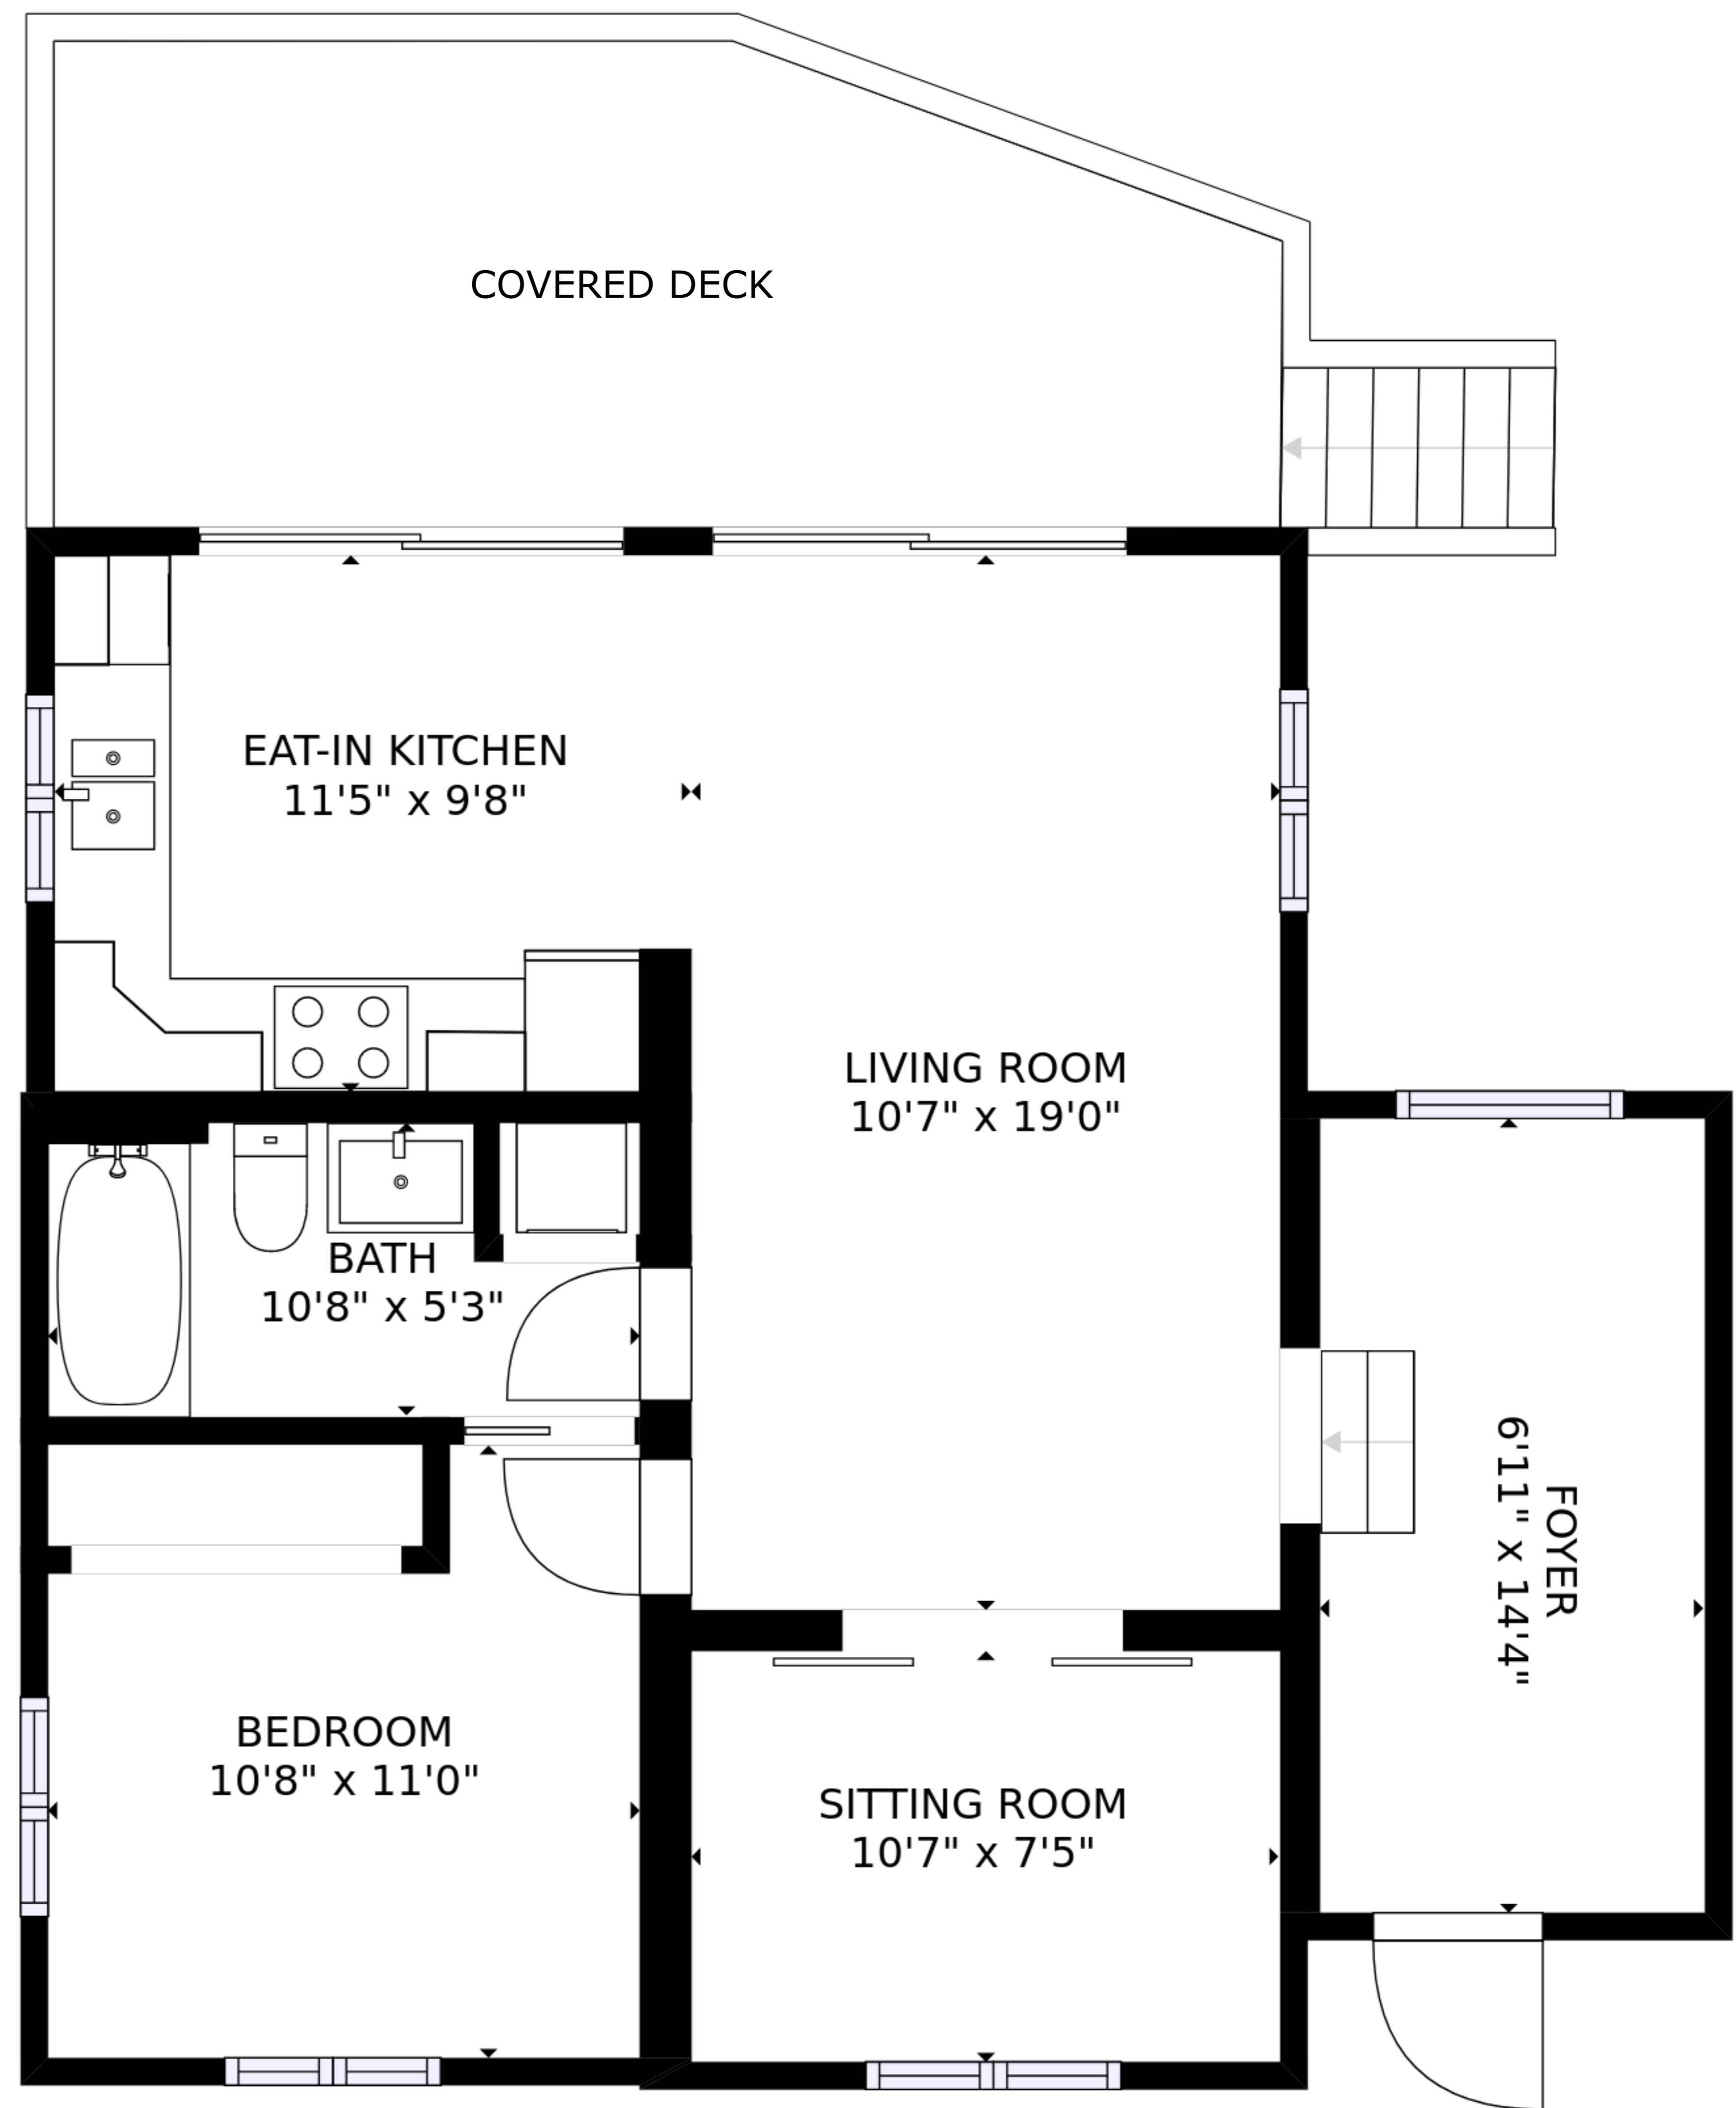 COVERED DECK
EAT-IN KITCHEN
11'5" x 9'8"
LIVING ROOM
10'7" x 19'0"
BATH
10'8" x 5'3"
FOYER
6'11" x 14'4"
BEDROOM
10'8" x 11'0"
SITTING ROOM
10'7" x 7'5"